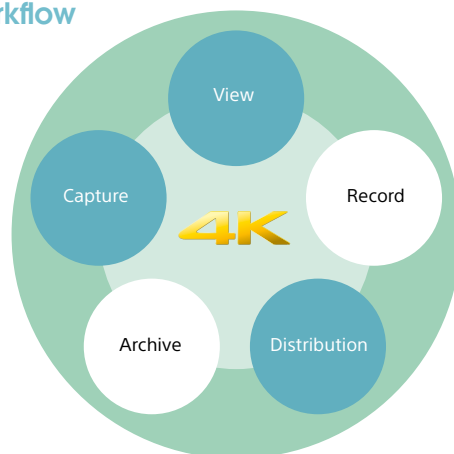 rkflow
View
Capture
Record
4K
Archive
Distribution